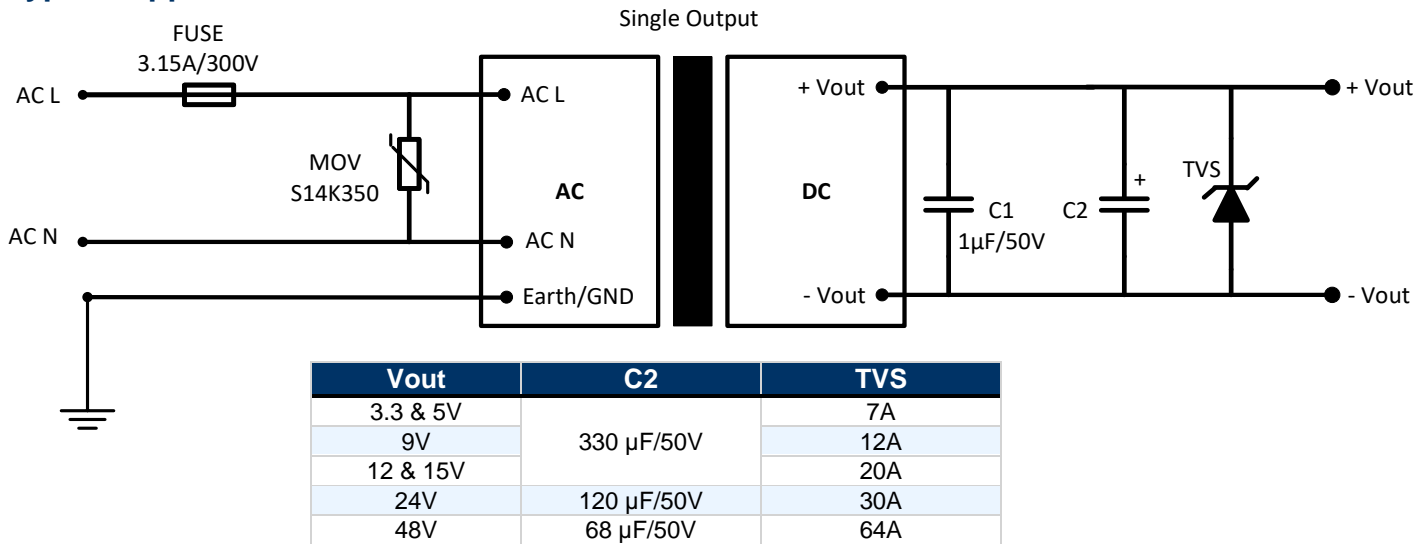 Single Output
FUSE
3.15A/300V
AC L
AC L
MOV
S14K350
AC
AC N
AC N
Earth/GND
+ Vout
+ Vout
DC
C1
1µF/50V
C2
+
TVS
- Vout
- Vout
Vout C2 TVS
3.3 & 5V 7A
9V 330 µF/50V 12A
12 & 15V 20A
24V 120 µF/50V 30A
48V 68 µF/50V 64A